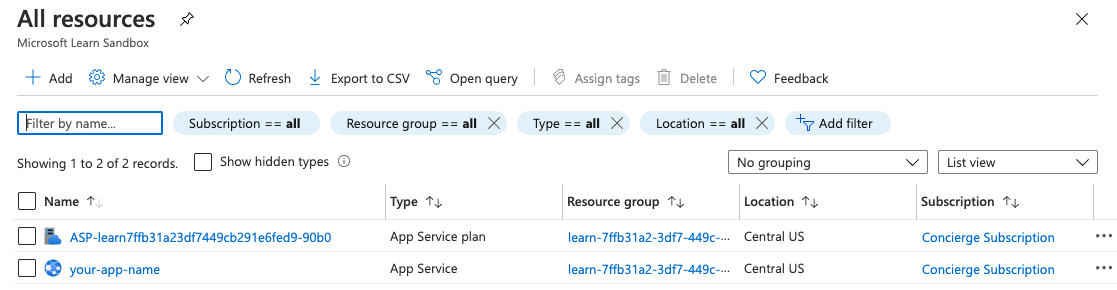 All resources
Microsoft Learn Sandbox
Add Manage view Refresh Export to CSV Open query Assign tags Delete Feedback
Filter by name... Subscription == all Resource group == all Type == all Location == all Add filter
Showing 1 to 2 of 2 records. Show hidden types No grouping List view
Name Type Resource group Location Subscription
ASP-learn7ffb31a23df7449cb291e6fed9-90b0 App Service plan learn-7ffb31a2-3df7-449c-... Central US Concierge Subscription
your-app-name App Service learn-7ffb31a2-3df7-449c-... Central US Concierge Subscription